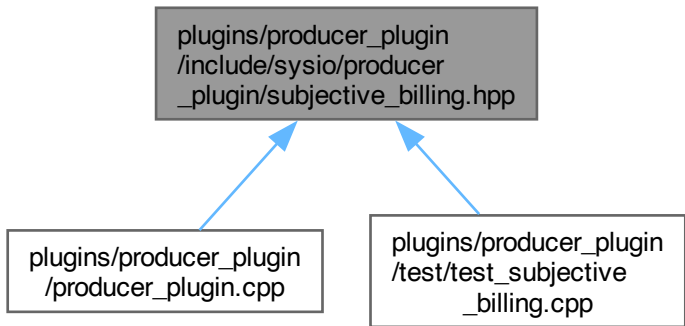 plugins/producer_plugin
/include/sysio/producer
_plugin/subjective_billing.hpp
plugins/producer_plugin
/producer_plugin.cpp
plugins/producer_plugin
/test/test_subjective
_billing.cpp